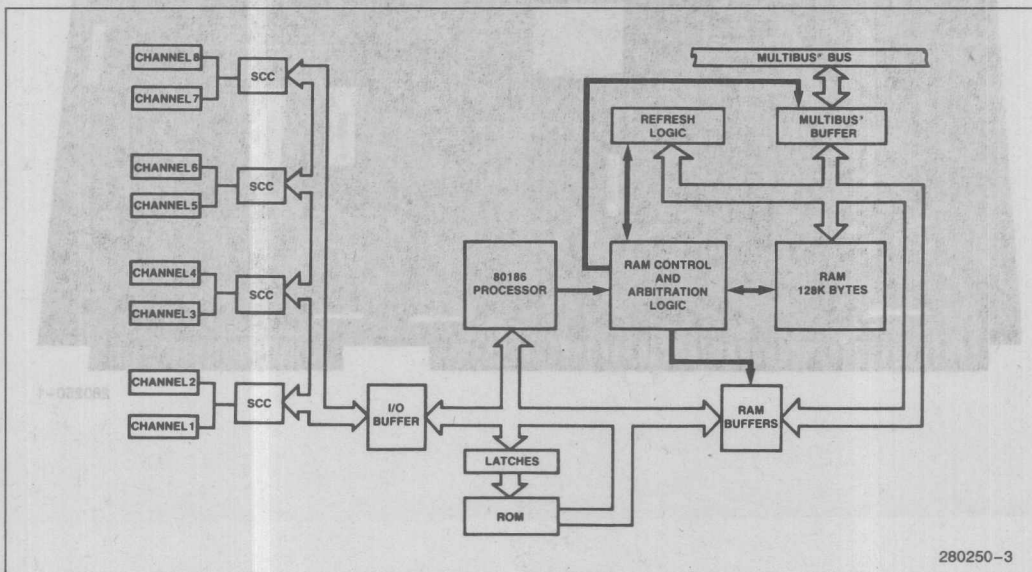 CHANNEL 8
CHANNEL 7
SCC
CHANNEL 6
CHANNEL 5
SCC
CHANNEL 4
CHANNEL 3
SCC
CHANNEL 2
CHANNEL 1
SCC
I/O
BUFFER
80186
PROCESSOR
LATCHES
ROM
MULTIBUS* BUS
REFRESH
LOGIC
MULTIBUS*
BUFFER
RAM CONTROL
AND
ARBITRATION
LOGIC
RAM
128K BYTES
RAM
BUFFERS
280250-1
280250-3